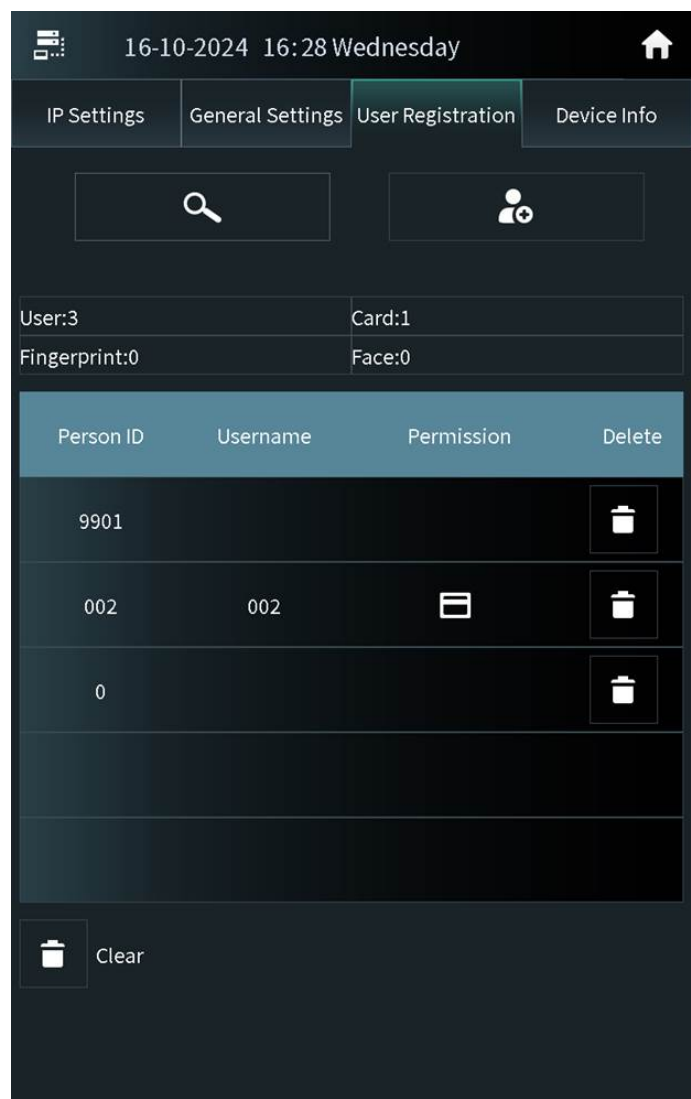 16-10-2024 16:28 Wednesday
IP Settings General Settings User Registration Device Info
User:3 Card:1
Fingerprint:0 Face:0
Person ID Username Permission Delete
9901
002 002
0
Clear